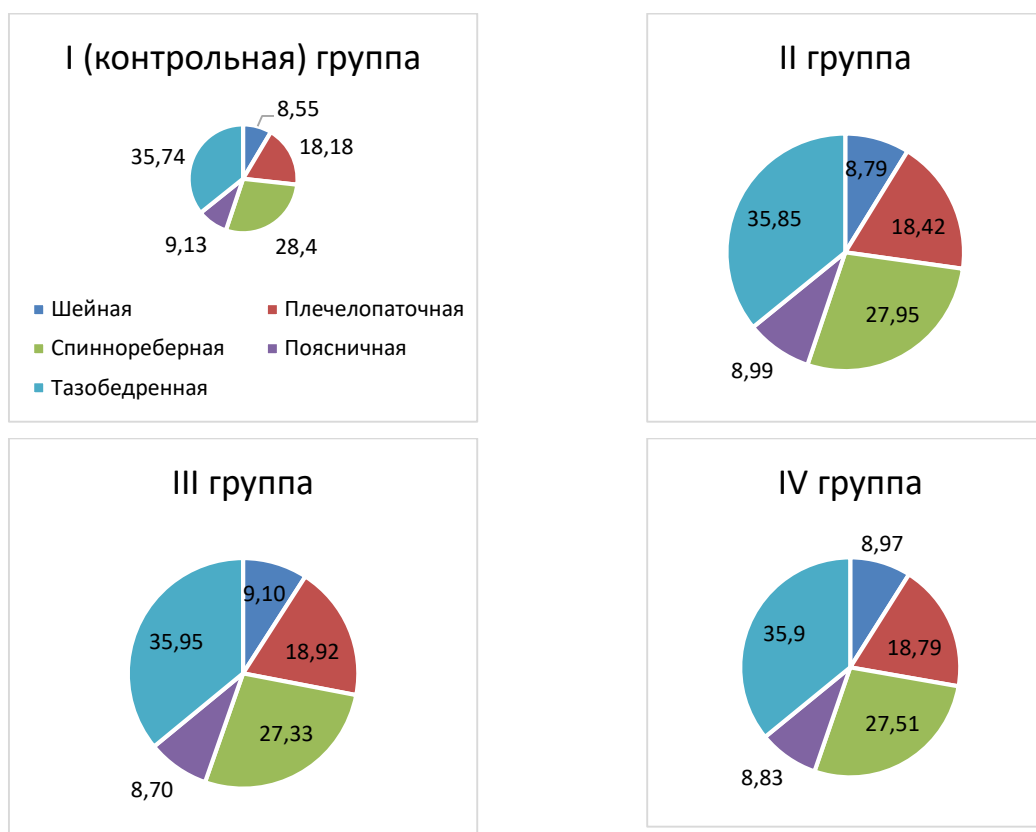 I (контрольная) группа
8,55
18,18
28,4
9,13
35,74
Шейная
Плечелопаточная
Спиннореберная
Поясничная
Тазобедренная
II группа
8,79
18,42
27,95
8,99
35,85
III группа
9,10
18,92
27,33
8,70
35,95
IV группа
8,97
18,79
27,51
8,83
35,9